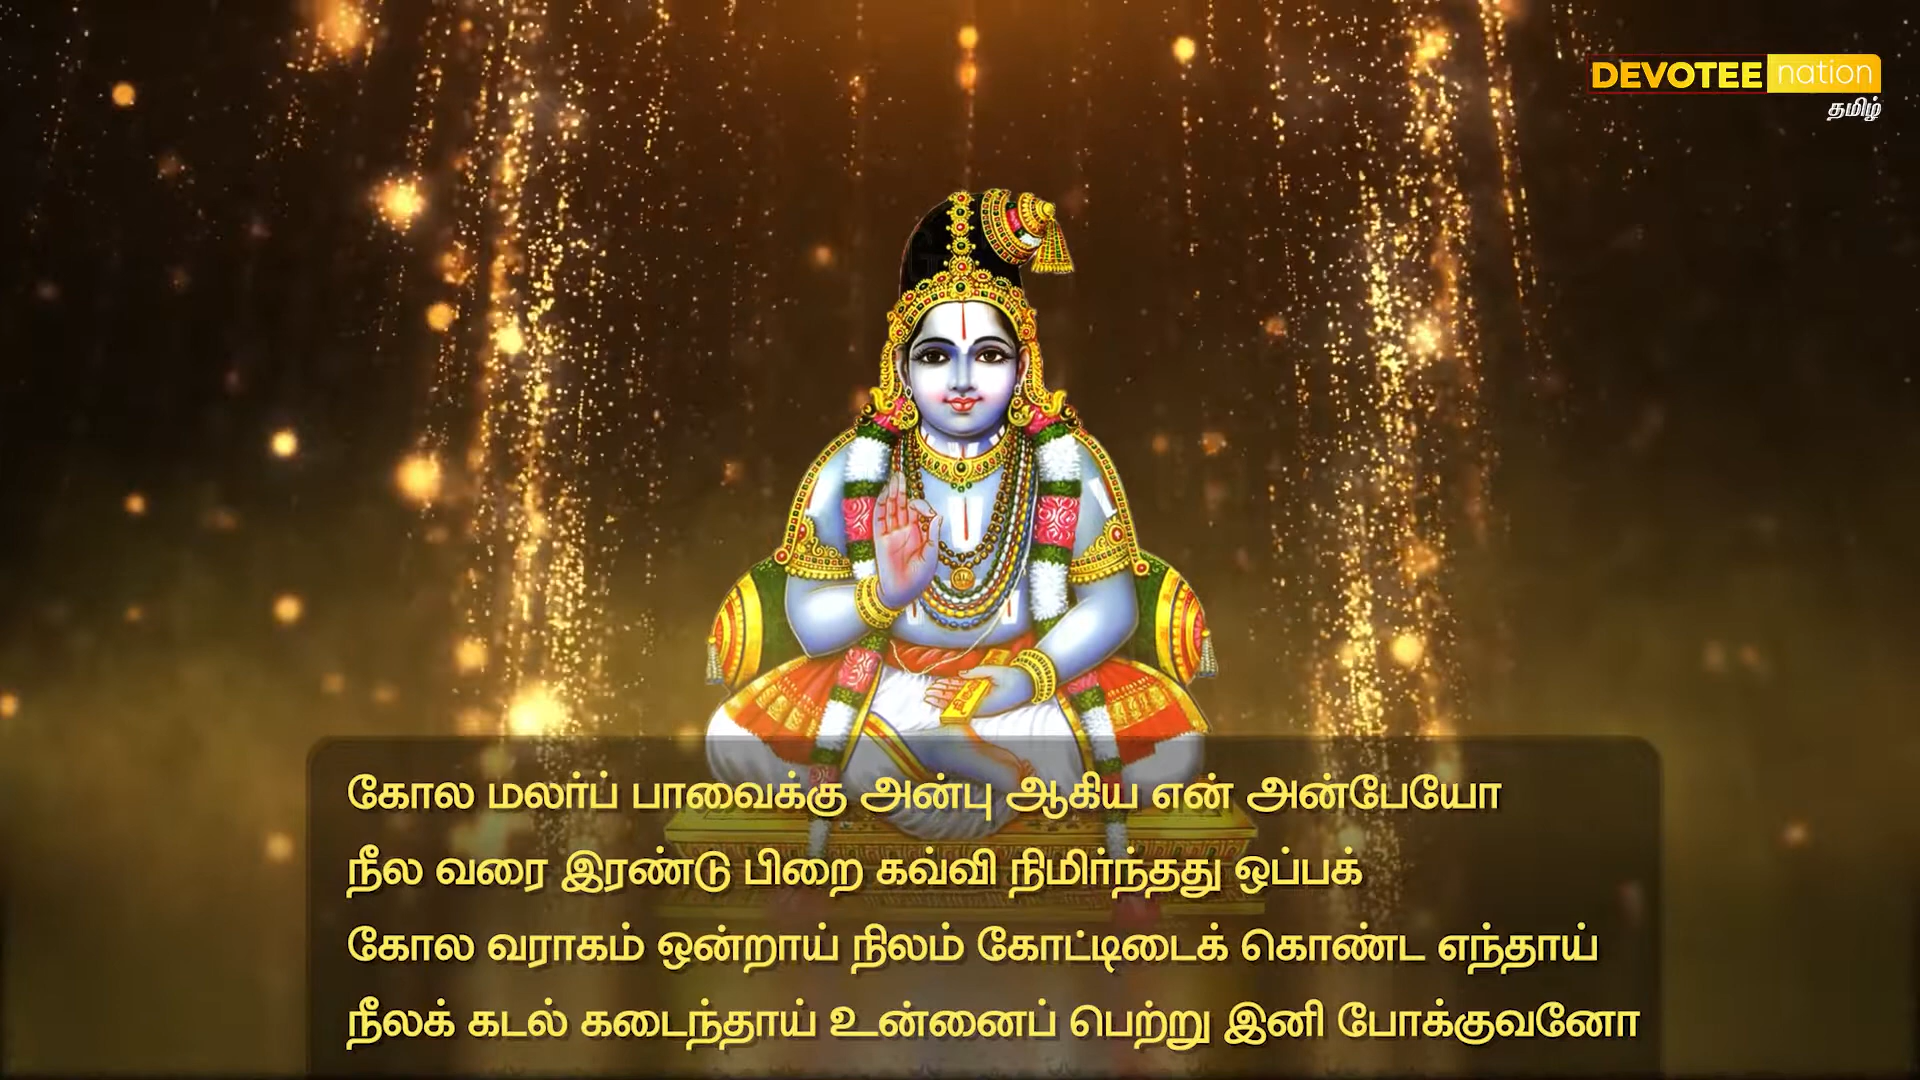 DEVOTEE nation
தமிழ்
கோல மலர்ப் பாவைக்கு அன்பு ஆகிய என் அன்பேயோ
நீல வரை இரண்டு பிறை கவ்வி நிமிர்ந்தது ஒப்பக்
கோல வராகம் ஒன்றாய் நிலம் கோட்டிடைக் கொண்ட எந்தாய்
நீலக் கடல் கடைந்தாய் உன்னைப் பெற்று இனி போக்குவனோ